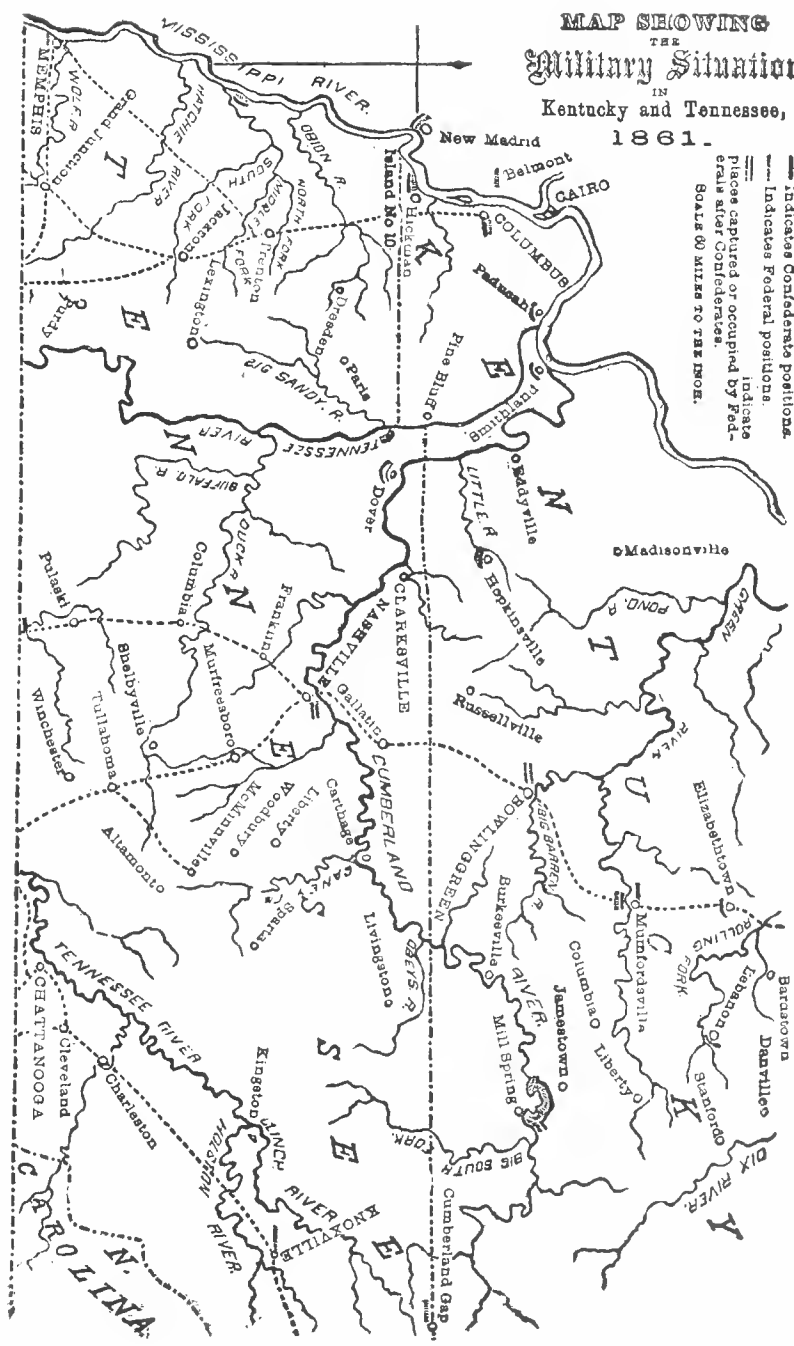 MAP SHOWING
THE
Military Situation
IN
Kentucky and Tennessee,
1861.
Indicates Confederate positions.
Indicates Federal positions.
indicate
places captured or occupied by Fed-
erals after Confederates.
SCALE 60 MILES TO THE INCH.
MISSISSIPPI RIVER.
New Madrid
Belmont
CAIRO
Island No 10
Hickman
COLUMBUS
Paducah
Smithland
Pine Bluf
MEMPHIS
WOLF R
Grand Junction
HATCHIE
RIVER
OBION R.
SOUTH
FORK
MIDDLE
FORK
NORTH
FORK
Jackson
Trenton
Lexington
Dresden
Paris
BIG SANDY. R.
Purdy
TENNESSEE
RIVER
BUFFALO R
DUCK R
Dover
Eddyville
LITTLE R
Hopkinsville
Madisonville
POND R
GREEN
RIVER
CLARKSVILLE
NASHVILLE
Gallatin
Russellville
Franklin
Columbia
Pulaski
Murfreesboro
Shelbyville
Tullahoma
Winchester
Woodbury
Liberty
McMinnville
Altamont
Carthage
CUMBERLAND
RIVER.
CANEY
Sparta
Livingston
OBEYS. R
BOWLINGGREEN
BIG BARREN R.
Burkesville
Elizabethtown
Mumfordsville
ROLLING
FORK
Bardstown
Lebanon
Danville
Columbia
Jamestown
Liberty
Stanford
Mill Spring
DIX RIVER.
BIG SOUTH
FORK.
Cumberland Gap
TENNESSEE RIVER
CHATTANOOGA
Cleveland
Charleston
Kingston
CLINCH
RIVER
HOLSTON
RIVER.
KNOXVILLE
KENTUCKY
TENNESSEE
N. CAROLINA